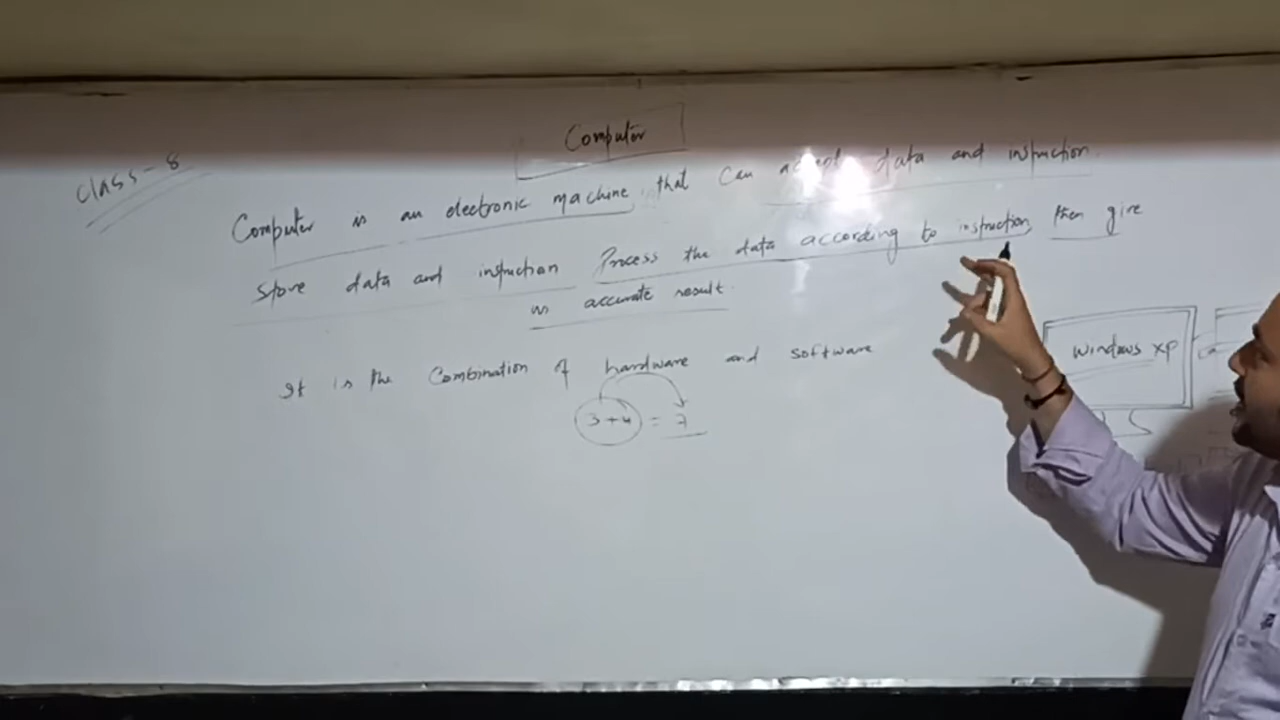 Computer
Class-8
Computer is an electronic machine that can accept data and instruction.
Store data and instruction Process the data according to instruction, then give
us accurate result.
It is the Combination of hardware and software
3+4 = 7
windows xp